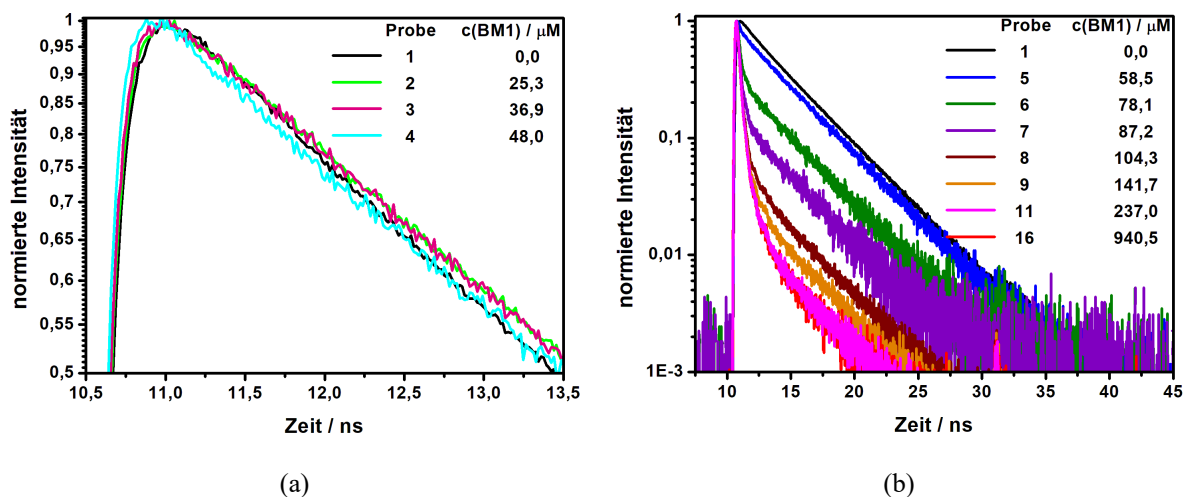 Probe c(BM1) / μM
1 0,0
2 25,3
3 36,9
4 48,0
0,95
0,9
0,85
0,8
0,75
0,7
0,65
0,6
0,55
0,5
normierte Intensität
10,5 11,0 11,5 12,0 12,5 13,0 13,5
Zeit / ns
(a)
Probe c(BM1) / μM
1 0,0
5 58,5
6 78,1
7 87,2
8 104,3
9 141,7
11 237,0
16 940,5
1
0,1
0,01
1E-3
normierte Intensität
10 15 20 25 30 35 40 45
Zeit / ns
(b)